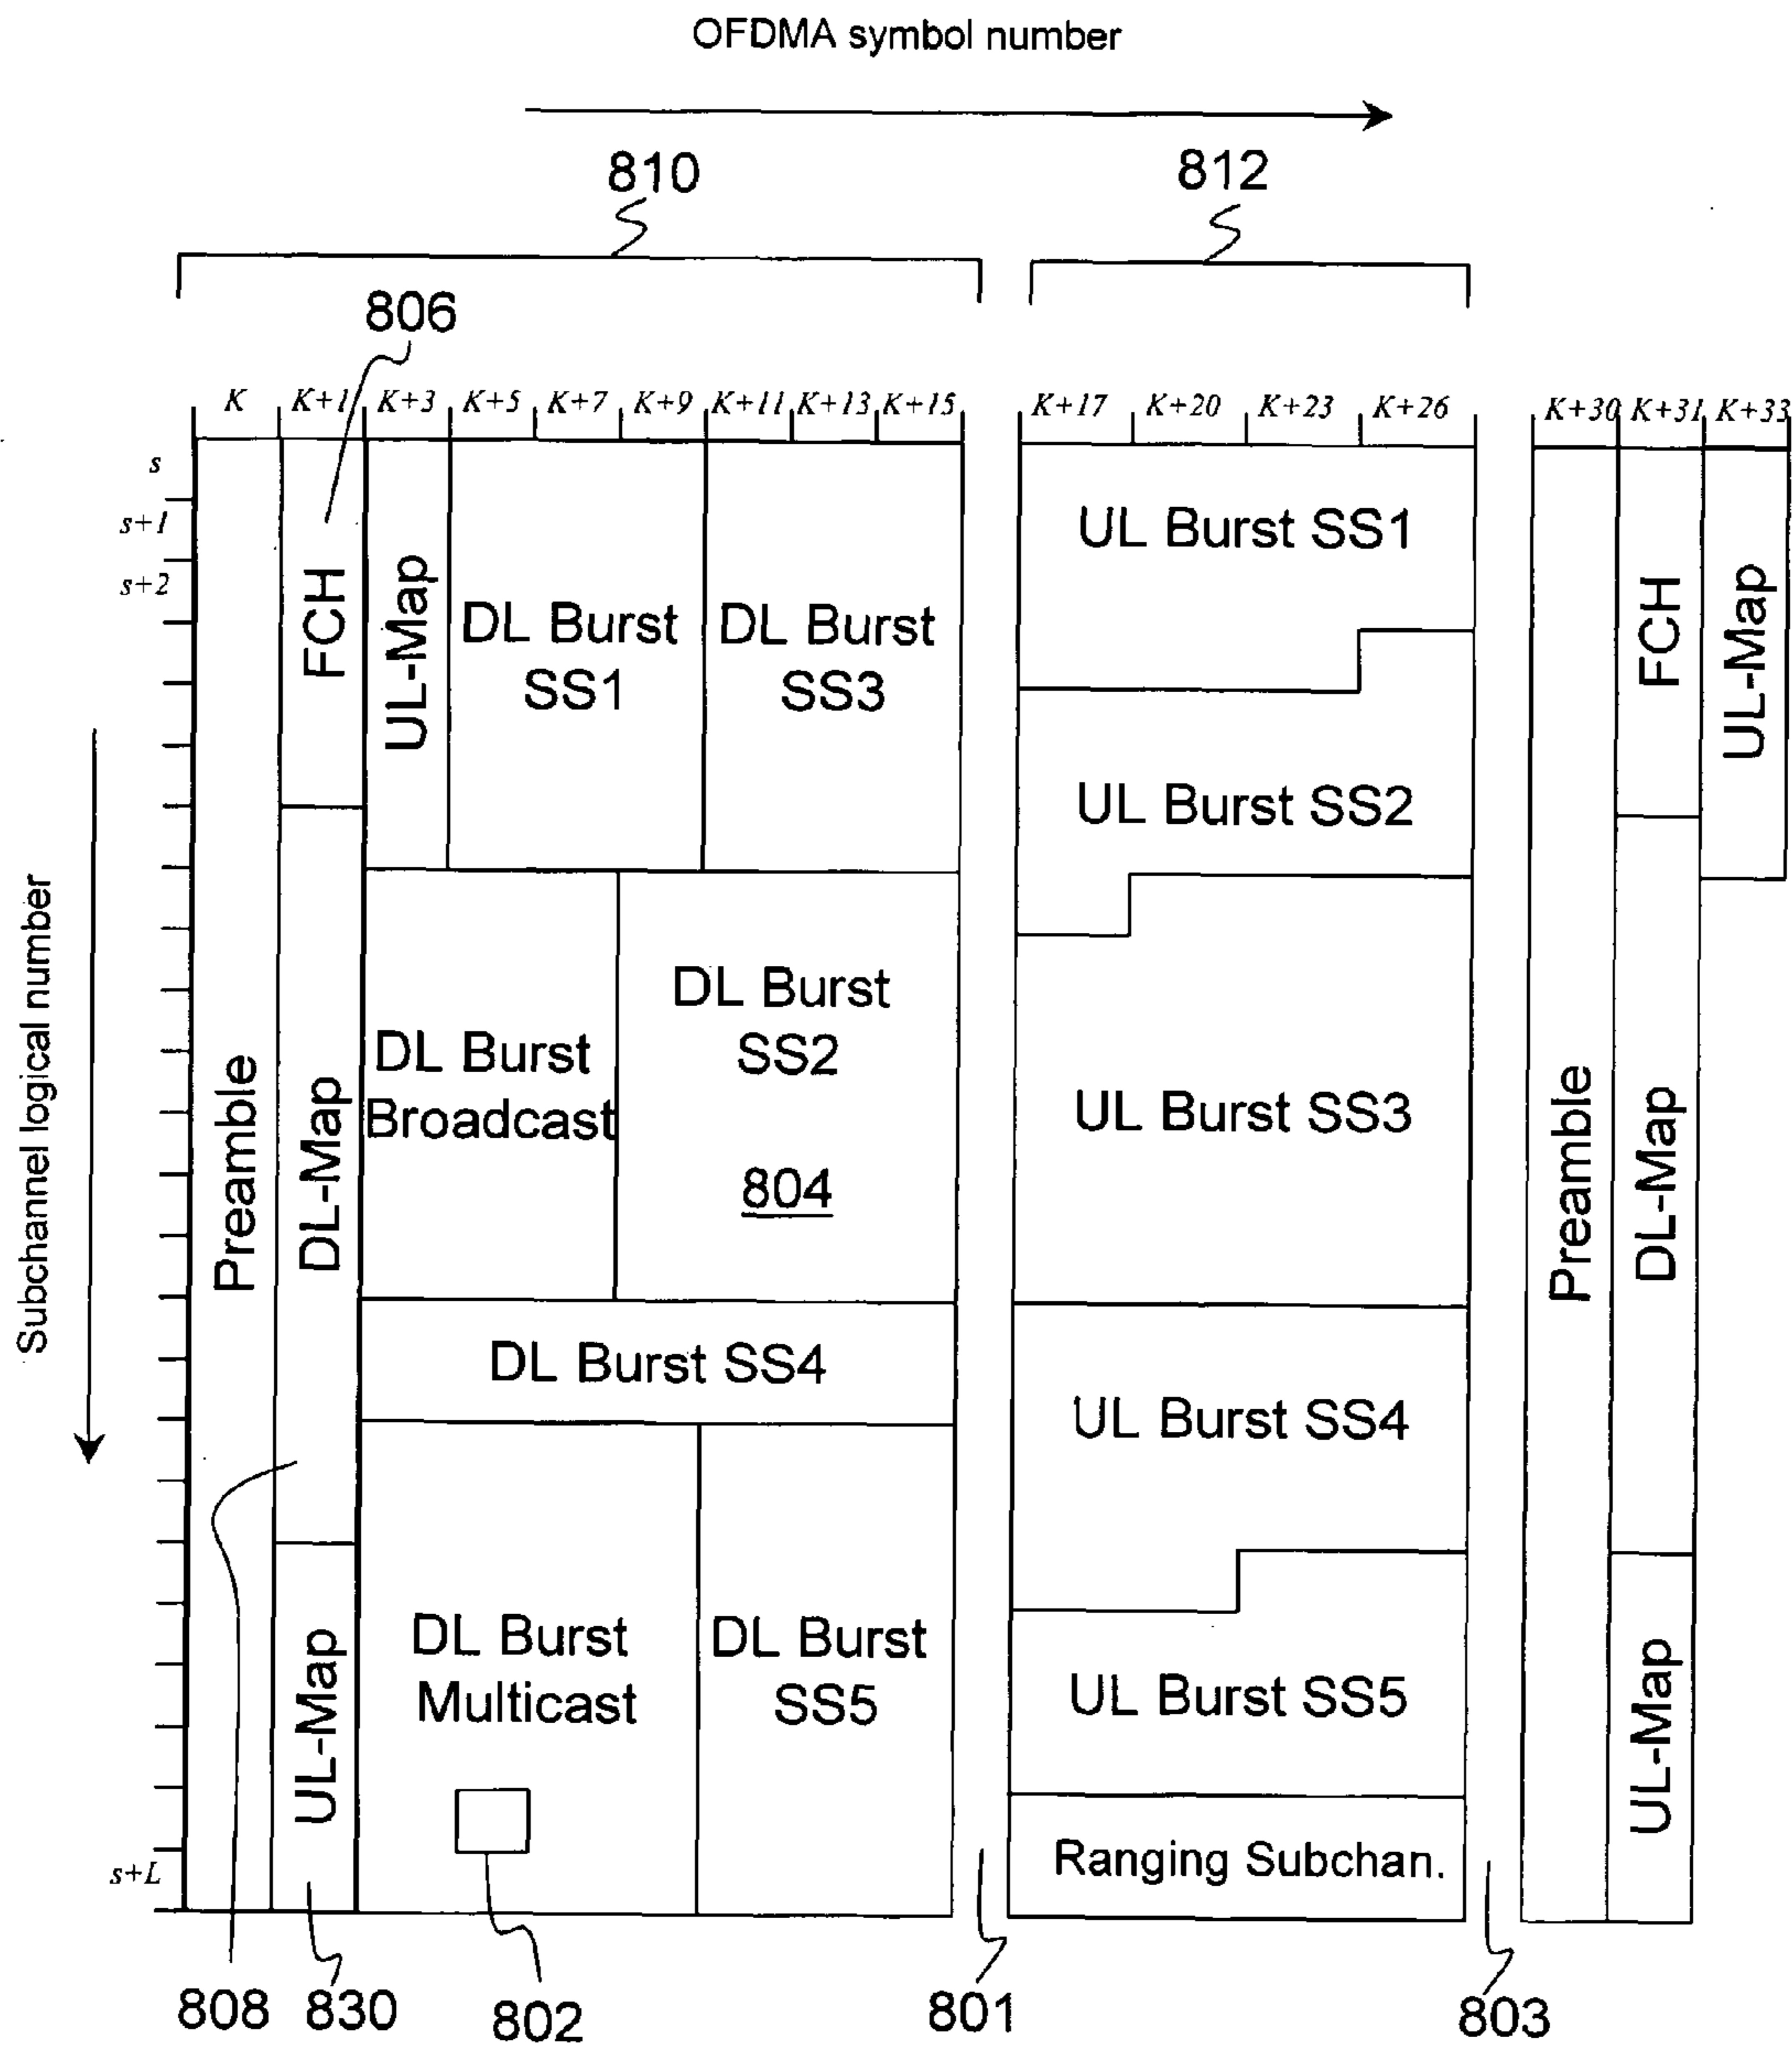 OFDMA symbol number
810
812
806
K
K+1
K+3
K+5
K+7
K+9
K+11
K+13
K+15
K+17
K+20
K+23
K+26
K+30
K+31
K+33
s
s+1
s+2
s+L
Subchannel logical number
Preamble
FCH
DL-Map
UL-Map
UL-Map
DL Burst
SS1
DL Burst
SS3
DL Burst
Broadcast
DL Burst
SS2
804
DL Burst SS4
DL Burst
Multicast
DL Burst
SS5
UL Burst SS1
UL Burst SS2
UL Burst SS3
UL Burst SS4
UL Burst SS5
Ranging Subchan.
Preamble
FCH
DL-Map
UL-Map
UL-Map
808
830
802
801
803